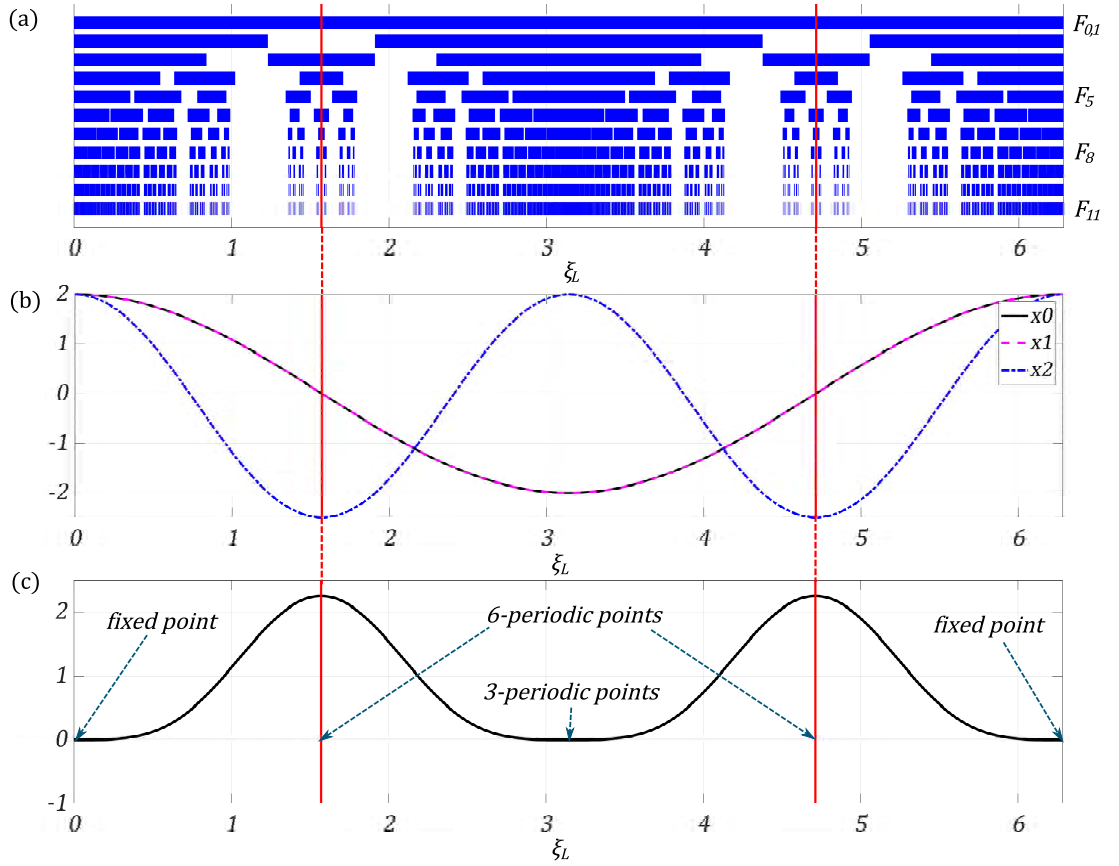 (a)
F0,1
F5
F8
F11
0 1 2 3 4 5 6
ξL
(b)
2
1
0
-1
-2
x0
x1
x2
0 1 2 3 4 5 6
ξL
(c)
2
1
0
-1
fixed point
6-periodic points
fixed point
3-periodic points
0 1 2 3 4 5 6
ξL